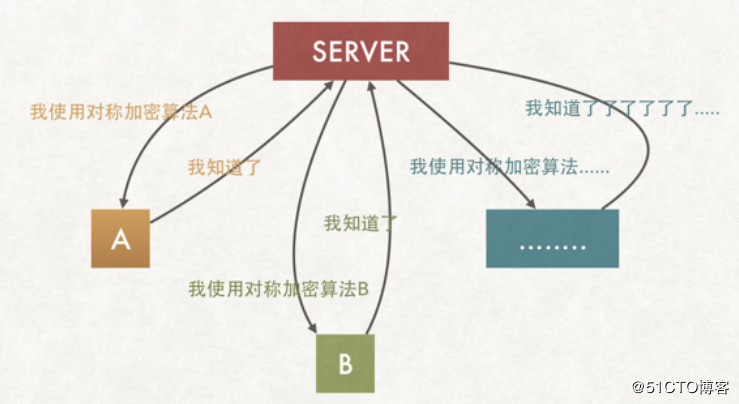 SERVER
我使用对称加密算法A
我知道了了了了了了.....
我知道了
我使用对称加密算法......
A
我知道了
........
我使用对称加密算法B
B
@51CTO博客